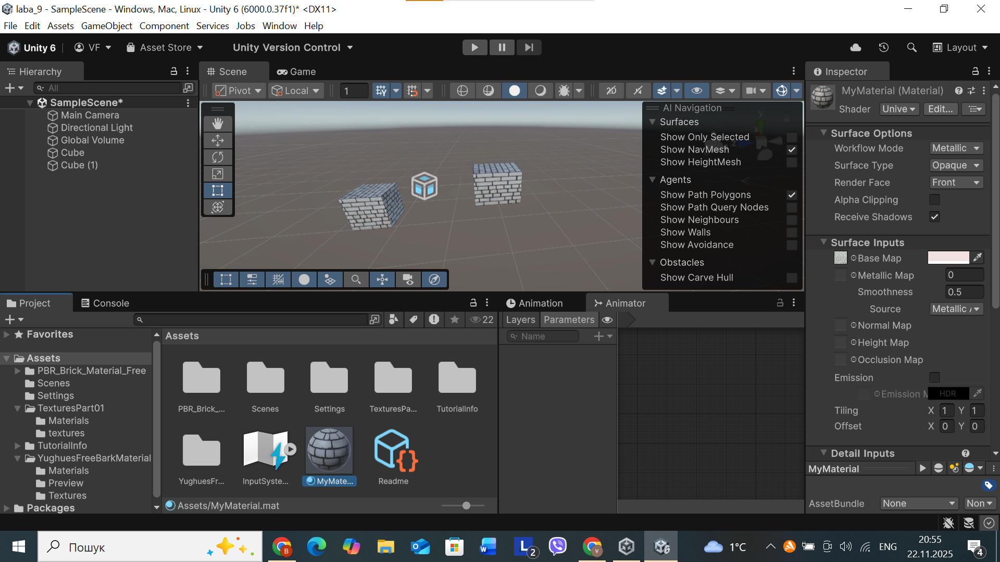 laba_9 - SampleScene - Windows, Mac, Linux - Unity 6 (6000.0.37f1)* <DX11>
File Edit Assets GameObject Component Services Jobs Window Help
Unity 6 VF Asset Store Unity Version Control Layout
Hierarchy
All
SampleScene*
Main Camera
Directional Light
Global Volume
Cube
Cube (1)
Scene Game
Pivot Local 1
AI Navigation
Surfaces
Show Only Selected
Show NavMesh
Show HeightMesh
Agents
Show Path Polygons
Show Path Query Nodes
Show Neighbours
Show Walls
Show Avoidance
Obstacles
Show Carve Hull
Inspector
MyMaterial (Material)
Shader Unive Edit...
Surface Options
Workflow Mode Metallic
Surface Type Opaque
Render Face Front
Alpha Clipping
Receive Shadows
Surface Inputs
Base Map
Metallic Map 0
Smoothness 0.5
Source Metallic
Normal Map
Height Map
Occlusion Map
Emission
Emission M HDR
Tiling X 1 Y 1
Offset X 0 Y 0
Detail Inputs
MyMaterial
AssetBundle None Non
Project Console
22
Favorites
Assets
PBR_Brick_Material_Free
Scenes
Settings
TexturesPart01
Materials
textures
TutorialInfo
YughuesFreeBarkMaterial
Materials
Preview
Textures
Packages
Assets
PBR_Brick_... Scenes Settings TexturesPa... TutorialInfo
YughuesFr... InputSyste... MyMate... Readme
Assets/MyMaterial.mat
Animation Animator
Layers Parameters
Name
Пошук
2
1°C
ENG
20:55
22.11.2025
4